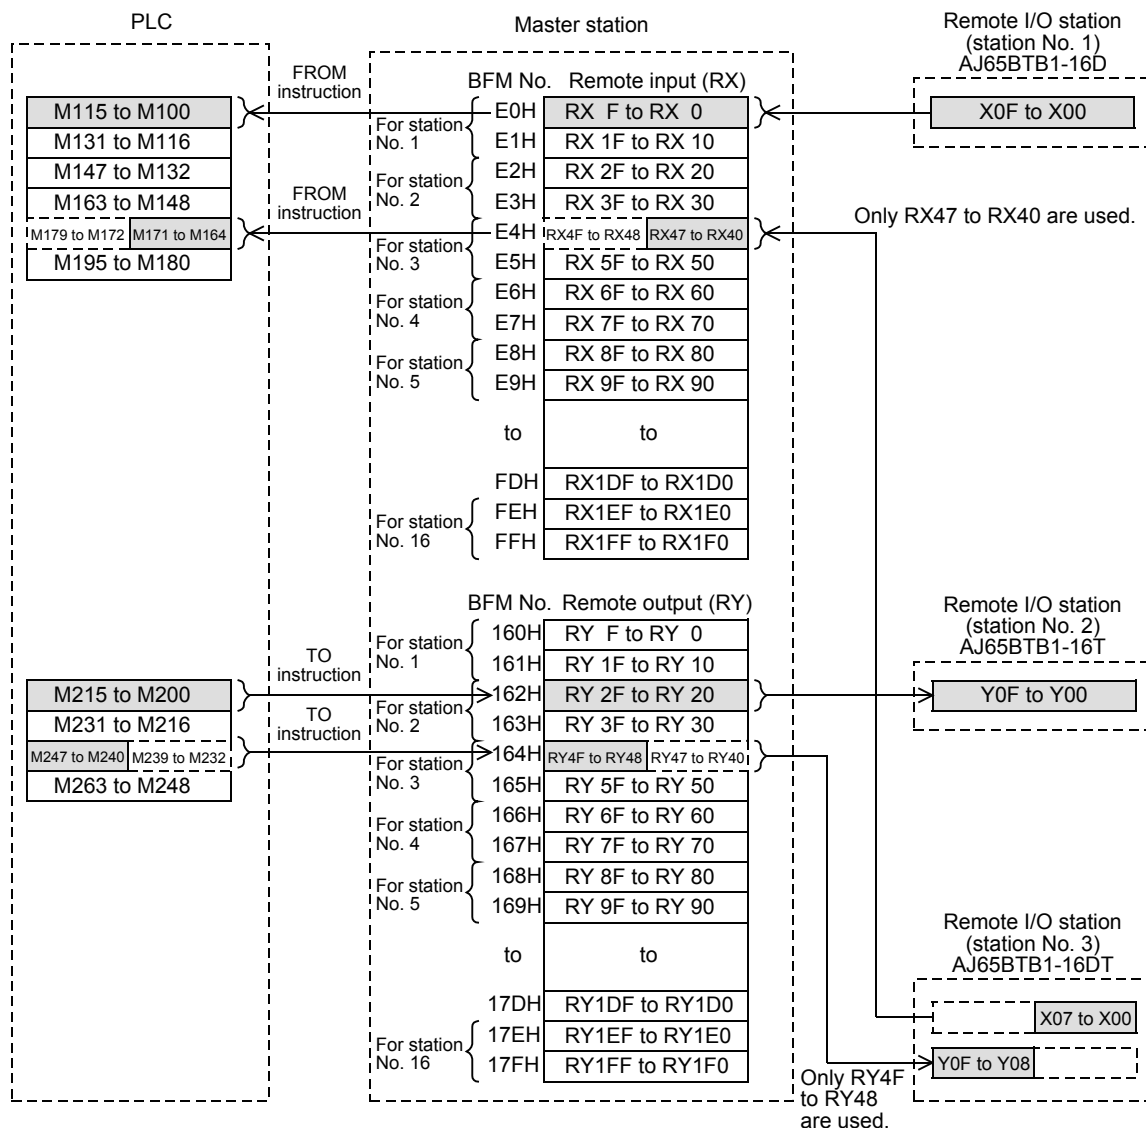 PLC
Master station
Remote I/O station
(station No. 1)
AJ65BTB1-16D
FROM
instruction
BFM No. Remote input (RX)
M115 to M100
E0H RX F to RX 0
X0F to X00
For station
No. 1
M131 to M116
E1H RX 1F to RX 10
M147 to M132
E2H RX 2F to RX 20
For station
No. 2
M163 to M148
E3H RX 3F to RX 30
FROM
instruction
Only RX47 to RX40 are used.
M179 to M172 M171 to M164
E4H RX4F to RX48 RX47 to RX40
For station
No. 3
M195 to M180
E5H RX 5F to RX 50
E6H RX 6F to RX 60
For station
No. 4
E7H RX 7F to RX 70
E8H RX 8F to RX 80
For station
No. 5
E9H RX 9F to RX 90
to to
FDH RX1DF to RX1D0
FEH RX1EF to RX1E0
For station
No. 16
FFH RX1FF to RX1F0
BFM No. Remote output (RY)
Remote I/O station
(station No. 2)
AJ65BTB1-16T
160H RY F to RY 0
For station
No. 1
161H RY 1F to RY 10
TO
instruction
M215 to M200
162H RY 2F to RY 20
Y0F to Y00
For station
No. 2
M231 to M216
163H RY 3F to RY 30
TO
instruction
M247 to M240 M239 to M232
164H RY4F to RY48 RY47 to RY40
For station
No. 3
M263 to M248
165H RY 5F to RY 50
166H RY 6F to RY 60
For station
No. 4
167H RY 7F to RY 70
168H RY 8F to RY 80
For station
No. 5
169H RY 9F to RY 90
to to
Remote I/O station
(station No. 3)
AJ65BTB1-16DT
17DH RY1DF to RY1D0
X07 to X00
17EH RY1EF to RY1E0
For station
No. 16
17FH RY1FF to RY1F0
Y0F to Y08
Only RY4F
to RY48
are used.